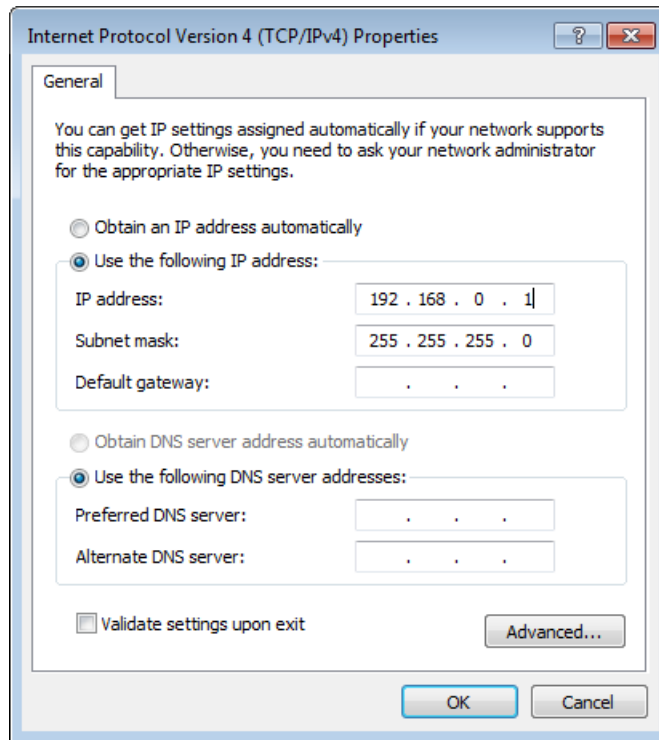 Internet Protocol Version 4 (TCP/IPv4) Properties
?
General
You can get IP settings assigned automatically if your network supports
this capability. Otherwise, you need to ask your network administrator
for the appropriate IP settings.
Obtain an IP address automatically
Use the following IP address:
IP address: 192 . 168 . 0 . 1
Subnet mask: 255 . 255 . 255 . 0
Default gateway: . . .
Obtain DNS server address automatically
Use the following DNS server addresses:
Preferred DNS server: . . .
Alternate DNS server: . . .
Validate settings upon exit
Advanced...
OK Cancel